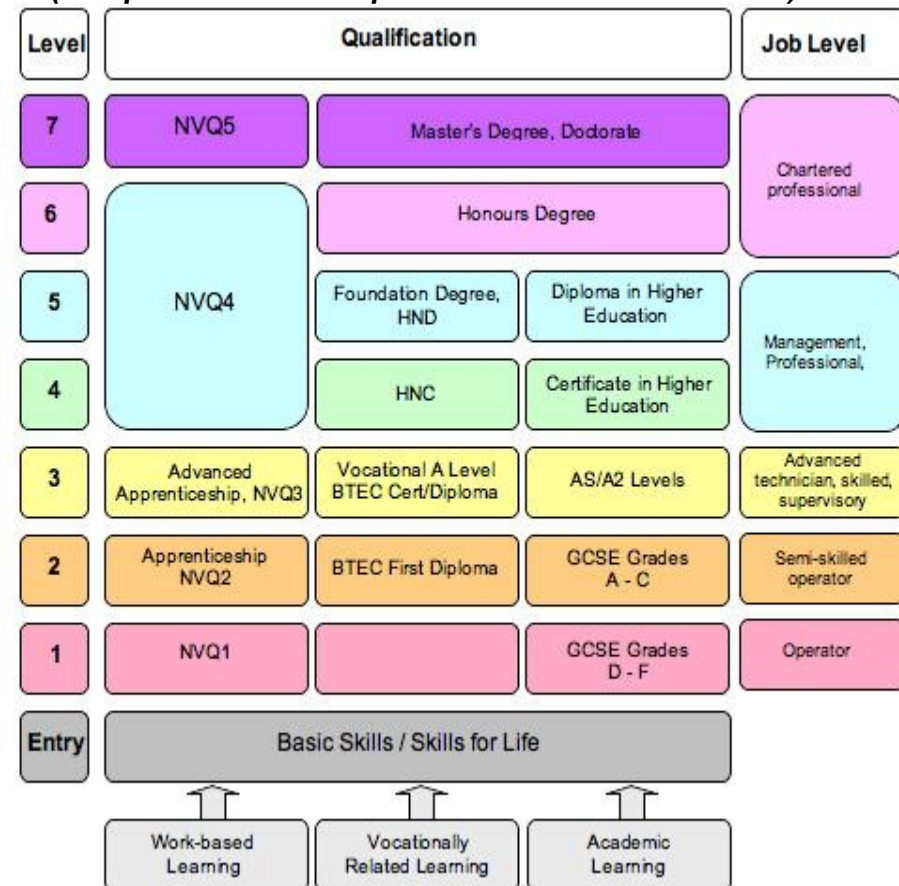 Level
Qualification
Job Level
7
NVQ5
Master's Degree, Doctorate
Chartered
professional
6
Honours Degree
NVQ4
5
Foundation Degree,
HND
Diploma in Higher
Education
Management,
Professional,
4
HNC
Certificate in Higher
Education
3
Advanced
Apprenticeship, NVQ3
Vocational A Level
BTEC Cert/Diploma
AS/A2 Levels
Advanced
technician, skilled,
supervisory
2
Apprenticeship
NVQ2
BTEC First Diploma
GCSE Grades
A - C
Semi-skilled
operator
1
NVQ1
GCSE Grades
D - F
Operator
Entry
Basic Skills / Skills for Life
Work-based
Learning
Vocationally
Related Learning
Academic
Learning